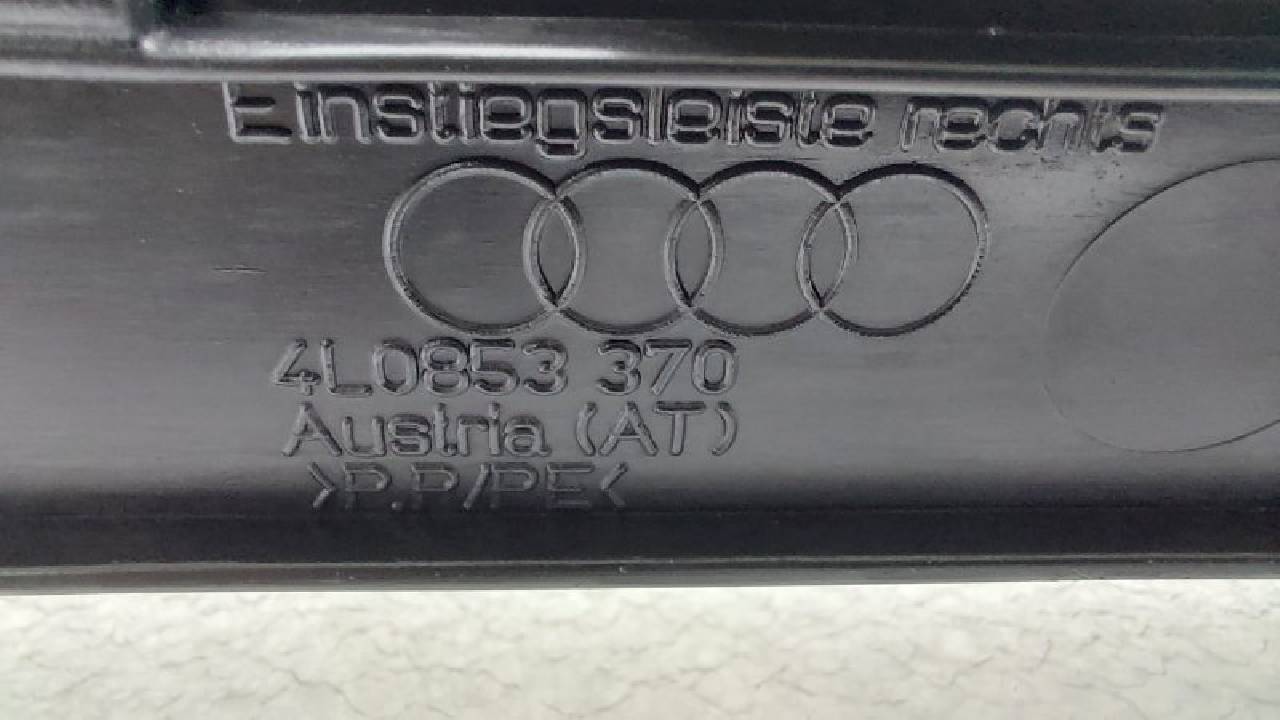 Einstiegsleiste rechts
4L0853 370
Austria (AT)
>P.P/PE<